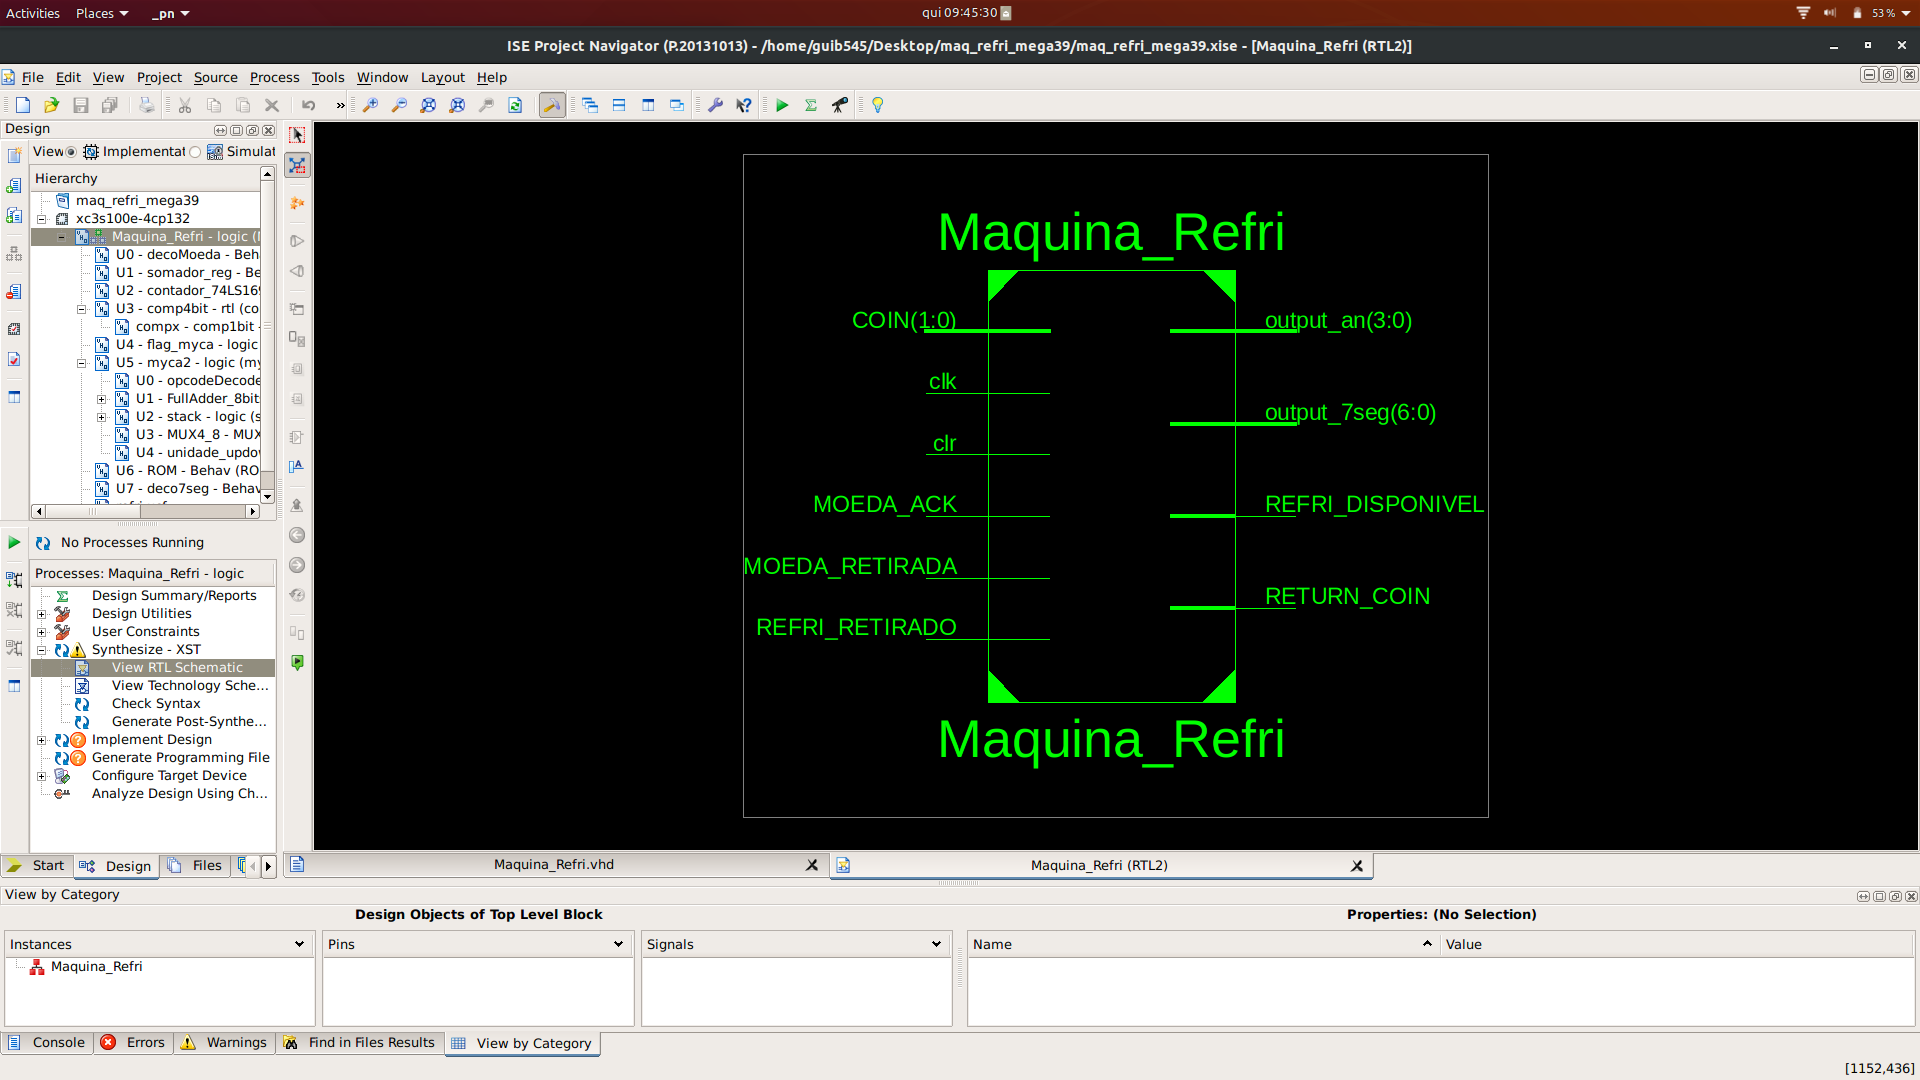 Activities Places _pn qui 09:45:30 53 %
ISE Project Navigator (P.20131013) - /home/guib545/Desktop/maq_refri_mega39/maq_refri_mega39.xise - [Maquina_Refri (RTL2)]
File Edit View Project Source Process Tools Window Layout Help
Design
View Implementat Simulat
Hierarchy
maq_refri_mega39
xc3s100e-4cp132
Maquina_Refri - logic (
U0 - decoMoeda - Beh
U1 - somador_reg - Be
U2 - contador_74LS169
U3 - comp4bit - rtl (co
compx - comp1bit -
U4 - flag_myca - logic
U5 - myca2 - logic (my
U0 - opcodeDecode
U1 - FullAdder_8bit
U2 - stack - logic (s
U3 - MUX4_8 - MUX
U4 - unidade_updo
U6 - ROM - Behav (RO
U7 - deco7seg - Behav
No Processes Running
Processes: Maquina_Refri - logic
Design Summary/Reports
Design Utilities
User Constraints
Synthesize - XST
View RTL Schematic
View Technology Sche...
Check Syntax
Generate Post-Synthe...
Implement Design
Generate Programming File
Configure Target Device
Analyze Design Using Ch...
Start Design Files
Maquina_Refri
COIN(1:0)
clk
clr
MOEDA_ACK
MOEDA_RETIRADA
REFRI_RETIRADO
output_an(3:0)
output_7seg(6:0)
REFRI_DISPONIVEL
RETURN_COIN
Maquina_Refri
Maquina_Refri.vhd
Maquina_Refri (RTL2)
View by Category
Design Objects of Top Level Block
Properties: (No Selection)
Instances Pins Signals Name Value
Maquina_Refri
Console Errors Warnings Find in Files Results View by Category
[1152,436]